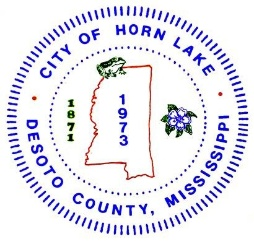 CITY OF HORN LAKE
1871
1973
DESOTO COUNTY, MISSISSIPPI